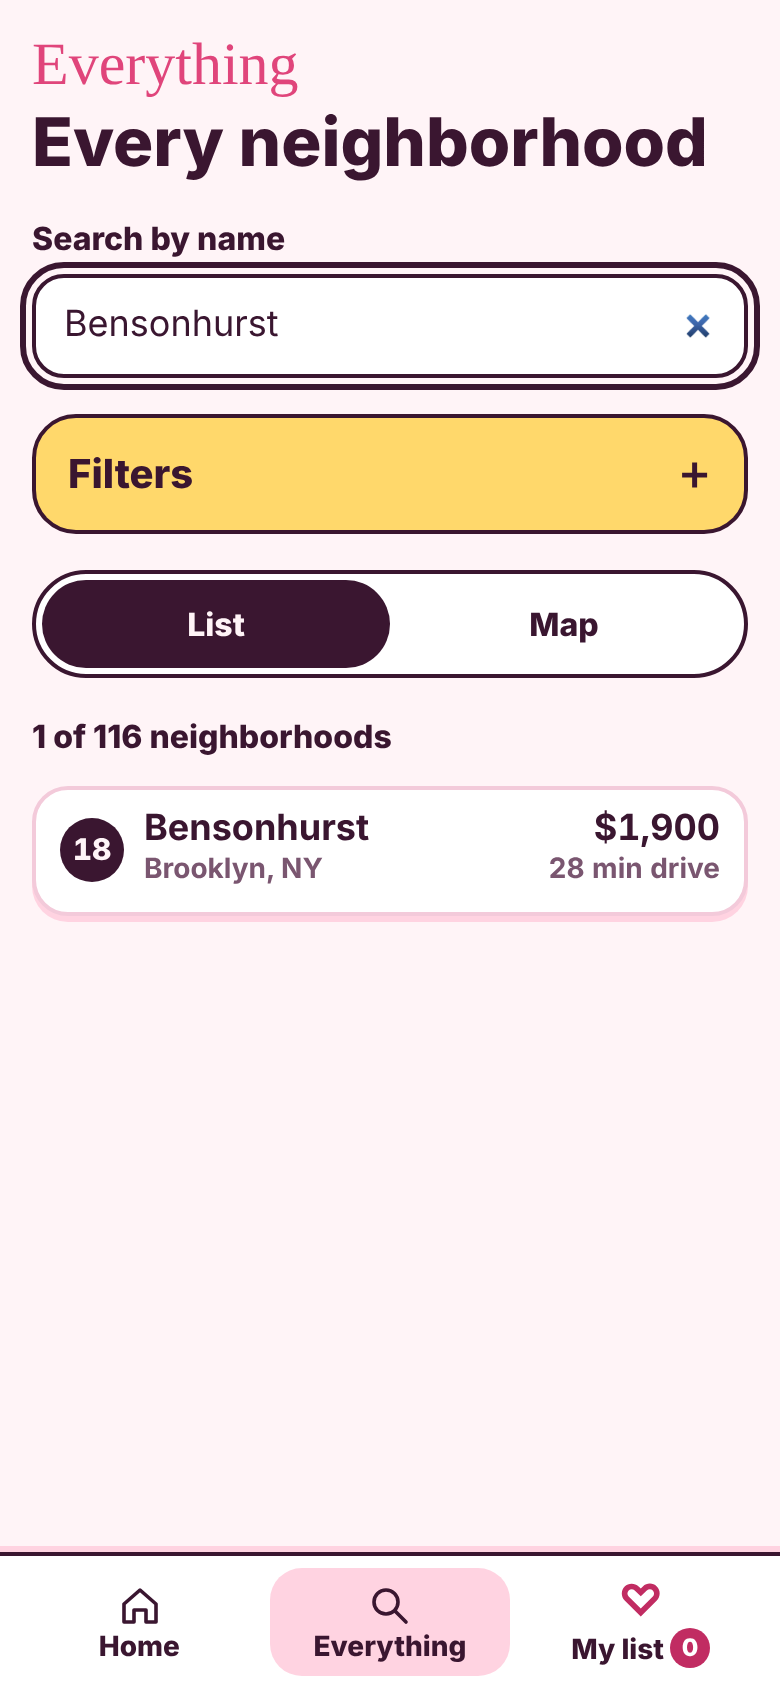 Everything
Every neighborhood
Search by name
Bensonhurst
Filters +
List Map
1 of 116 neighborhoods
18 Bensonhurst $1,900
Brooklyn, NY 28 min drive
Home Everything My list 0